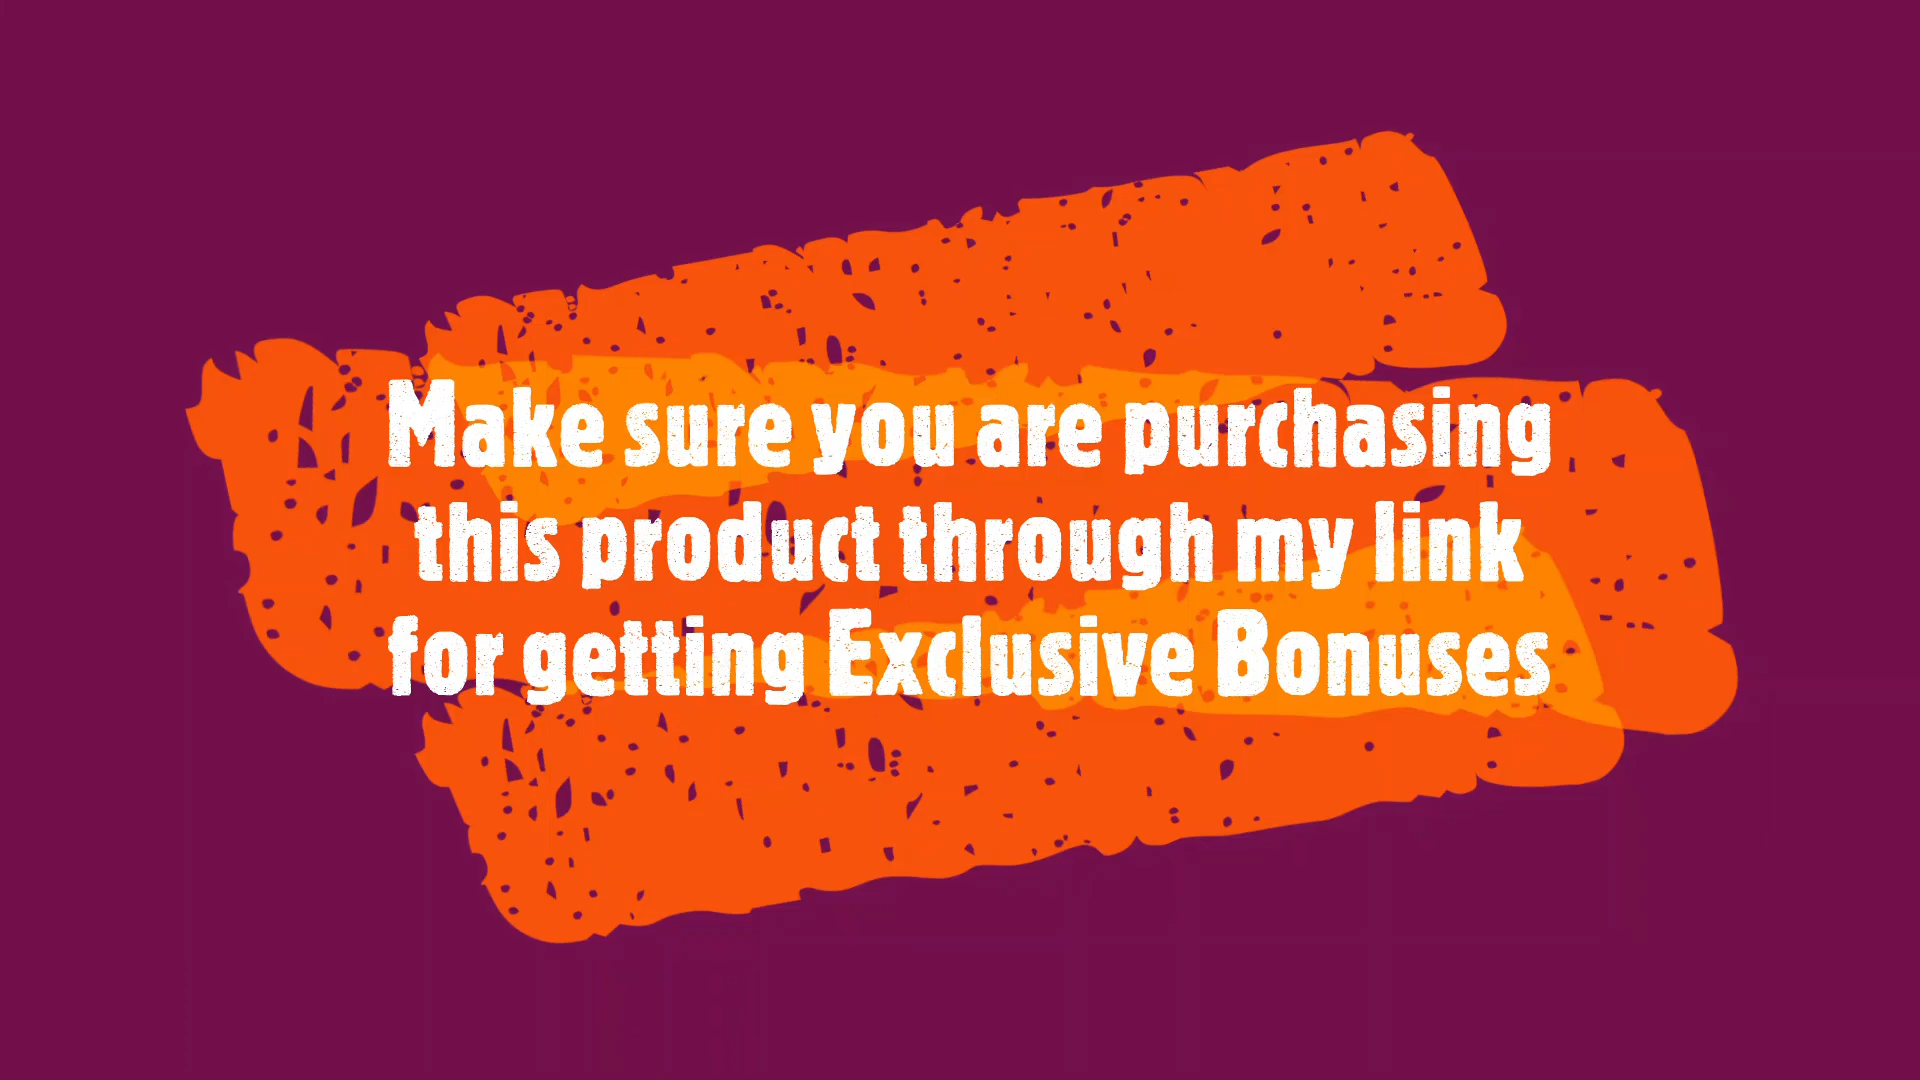 Make sure you are purchasing
this product through my link
for getting Exclusive Bonuses